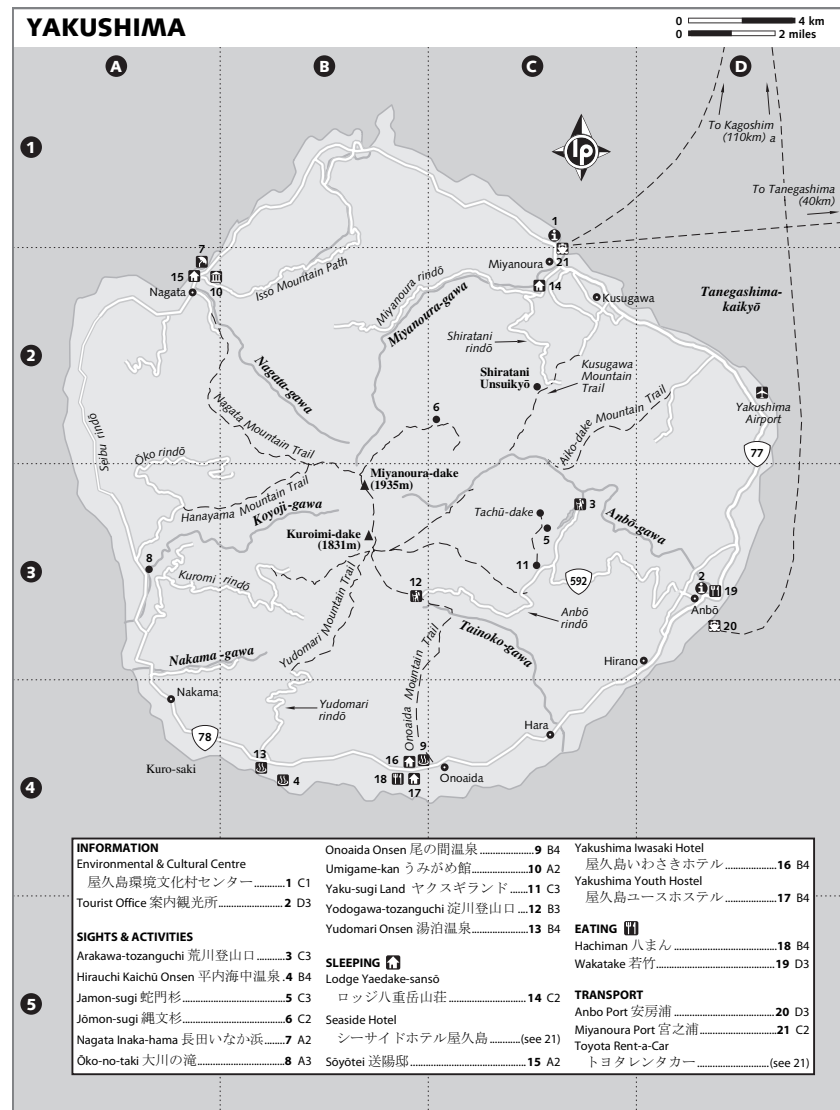 YAKUSHIMA
0 4 km
0 2 miles
A
B
C
D
1
2
3
4
5
lp
To Kagoshim
(110km) a
To Tanegashima
(40km)
1
7
15
Nagata
10
Isso Mountain Path
Miyanoura
21
14
Kusugawa
Miyanoura rindō
Miyanoura-gawa
Tanegashima-
kaikyō
Shiratani
rindō
Shiratani
Unsuikyō
Kusugawa
Mountain
Trail
Nagata-gawa
Nagata Mountain Trail
6
Aiko-dake Mountain Trail
Yakushima
Airport
77
Seibu rindō
Ōko rindō
Hanayama Mountain Trail
Koyoji-gawa
Miyanoura-dake
(1935m)
Kuroimi-dake
(1831m)
Tachū-dake
3
5
Anbō-gawa
11
592
8
Kuromi rindō
12
Anbō
rindō
2
19
Anbō
20
Yudomari Mountain Trail
Tainoko-gawa
Onoaida Mountain Trail
Nakama-gawa
Hirano
Nakama
Yudomari
rindō
Hara
78
Kuro-saki
13
4
16
9
18
17
Onoaida
INFORMATION
Environmental & Cultural Centre
屋久島環境文化村センター............1 C1
Tourist Office 案内観光所................2 D3
SIGHTS & ACTIVITIES
Arakawa-tozanguchi 荒川登山口....3 C3
Hirauchi Kaichū Onsen 平内海中温泉.4 B4
Jamon-sugi 蛇門杉............................5 C3
Jōmon-sugi 縄文杉............................6 C2
Nagata Inaka-hama 長田いなか浜..7 A2
Ōko-no-taki 大川の滝........................8 A3
Onoaida Onsen 尾の間温泉................9 B4
Umigame-kan うみがめ館..............10 A2
Yaku-sugi Land ヤクスギランド......11 C3
Yodogawa-tozanguchi 淀川登山口...12 B3
Yudomari Onsen 湯泊温泉..............13 B4
SLEEPING
Lodge Yaedake-sansō
ロッジ八重岳山荘......................14 C2
Seaside Hotel
シーサイドホテル屋久島..........(see 21)
Sōyōtei 送陽邸................................15 A2
Yakushima Iwasaki Hotel
屋久島いわさきホテル................16 B4
Yakushima Youth Hostel
屋久島ユースホステル................17 B4
EATING
Hachiman 八まん............................18 B4
Wakatake 若竹................................19 D3
TRANSPORT
Anbo Port 安房浦............................20 D3
Miyanoura Port 宮之浦..................21 C2
Toyota Rent-a-Car
トヨタレンタカー......................(see 21)